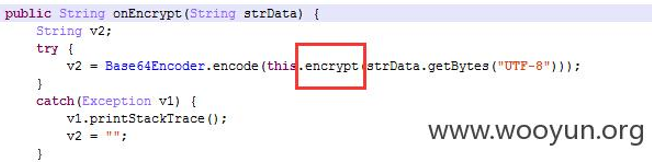 public String onEncrypt(String strData) {
String v2;
try {
v2 = Base64Encoder.encode(this.encrypt(strData.getBytes("UTF-8")));
}
catch(Exception v1) {
v1.printStackTrace();
v2 = "";
}
www.wooyun.org